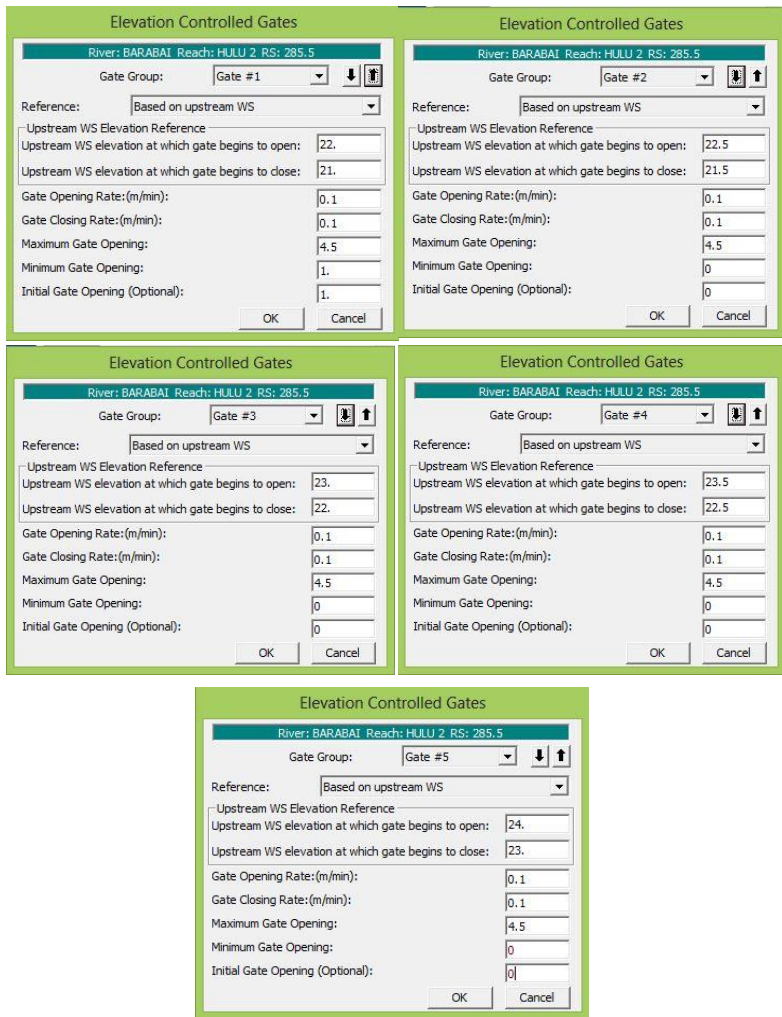 Elevation Controlled Gates
River: BARABAI Reach: HULU 2 RS: 285.5
Gate Group: Gate #1
Reference: Based on upstream WS
Upstream WS Elevation Reference
Upstream WS elevation at which gate begins to open: 22.
Upstream WS elevation at which gate begins to close: 21.
Gate Opening Rate:(m/min): 0.1
Gate Closing Rate:(m/min): 0.1
Maximum Gate Opening: 4.5
Minimum Gate Opening: 1.
Initial Gate Opening (Optional): 1.
OK Cancel
Elevation Controlled Gates
River: BARABAI Reach: HULU 2 RS: 285.5
Gate Group: Gate #2
Reference: Based on upstream WS
Upstream WS Elevation Reference
Upstream WS elevation at which gate begins to open: 22.5
Upstream WS elevation at which gate begins to close: 21.5
Gate Opening Rate:(m/min): 0.1
Gate Closing Rate:(m/min): 0.1
Maximum Gate Opening: 4.5
Minimum Gate Opening: 0
Initial Gate Opening (Optional): 0
OK Cancel
Elevation Controlled Gates
River: BARABAI Reach: HULU 2 RS: 285.5
Gate Group: Gate #3
Reference: Based on upstream WS
Upstream WS Elevation Reference
Upstream WS elevation at which gate begins to open: 23.
Upstream WS elevation at which gate begins to close: 22.
Gate Opening Rate:(m/min): 0.1
Gate Closing Rate:(m/min): 0.1
Maximum Gate Opening: 4.5
Minimum Gate Opening: 0
Initial Gate Opening (Optional): 0
OK Cancel
Elevation Controlled Gates
River: BARABAI Reach: HULU 2 RS: 285.5
Gate Group: Gate #4
Reference: Based on upstream WS
Upstream WS Elevation Reference
Upstream WS elevation at which gate begins to open: 23.5
Upstream WS elevation at which gate begins to close: 22.5
Gate Opening Rate:(m/min): 0.1
Gate Closing Rate:(m/min): 0.1
Maximum Gate Opening: 4.5
Minimum Gate Opening: 0
Initial Gate Opening (Optional): 0
OK Cancel
Elevation Controlled Gates
River: BARABAI Reach: HULU 2 RS: 285.5
Gate Group: Gate #5
Reference: Based on upstream WS
Upstream WS Elevation Reference
Upstream WS elevation at which gate begins to open: 24.
Upstream WS elevation at which gate begins to close: 23.
Gate Opening Rate:(m/min): 0.1
Gate Closing Rate:(m/min): 0.1
Maximum Gate Opening: 4.5
Minimum Gate Opening: 0
Initial Gate Opening (Optional): 0
OK Cancel